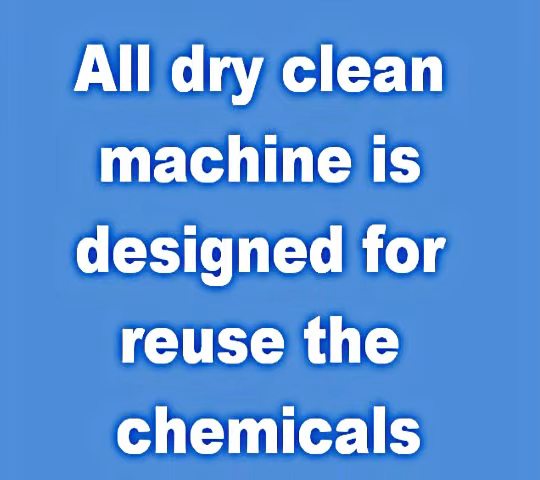 All dry clean
machine is
designed for
reuse the
chemicals